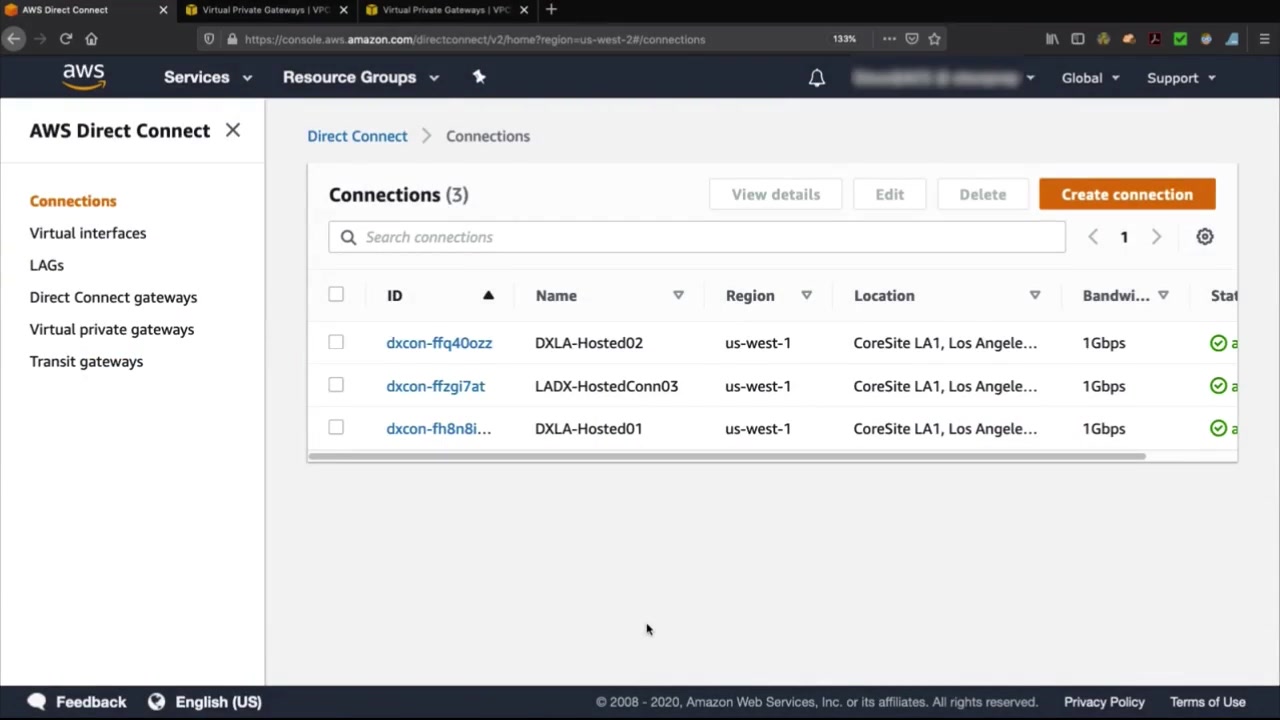 AWS Direct Connect
Virtual Private Gateways | VPC
Virtual Private Gateways | VPC
https://console.aws.amazon.com/directconnect/v2/home?region=us-west-2#/connections
133%
aws
Services
Resource Groups
Global
Support
AWS Direct Connect
Connections
Virtual interfaces
LAGs
Direct Connect gateways
Virtual private gateways
Transit gateways
Direct Connect > Connections
Connections (3)
View details
Edit
Delete
Create connection
Search connections
1
ID Name Region Location Bandwi... Stat
dxcon-ffq40ozz DXLA-Hosted02 us-west-1 CoreSite LA1, Los Angele... 1Gbps a
dxcon-ffzgi7at LADX-HostedConn03 us-west-1 CoreSite LA1, Los Angele... 1Gbps a
dxcon-fh8n8i... DXLA-Hosted01 us-west-1 CoreSite LA1, Los Angele... 1Gbps a
Feedback
English (US)
© 2008 - 2020, Amazon Web Services, Inc. or its affiliates. All rights reserved.
Privacy Policy
Terms of Use